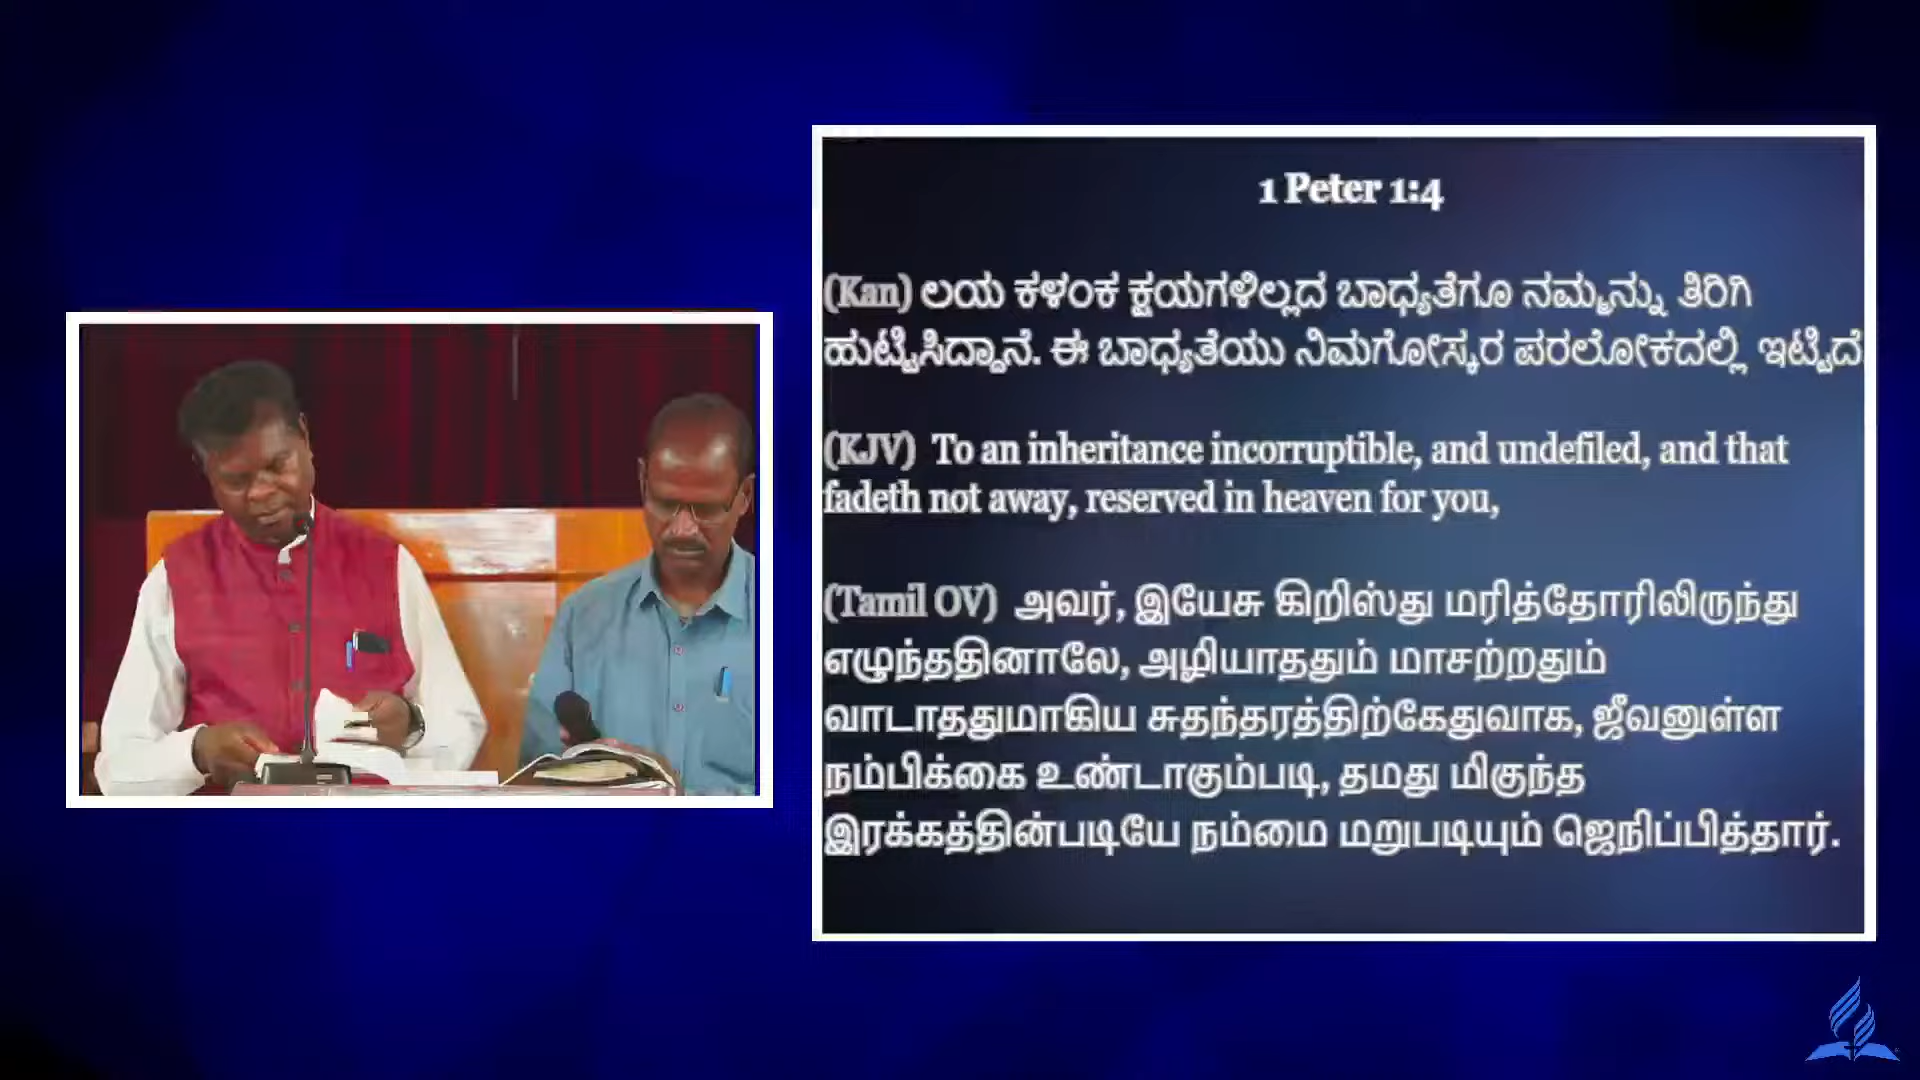 1 Peter 1:4
(Kan) ಲಯ ಕಳಂಕ ಕ್ಷಯಗಳಿಲ್ಲದ ಬಾಧ್ಯತೆಗೂ ನಮ್ಮನ್ನು ತಿರಿಗಿ
ಹುಟ್ಟಿಸಿದ್ದಾನೆ. ಈ ಬಾಧ್ಯತೆಯು ನಿಮಗೋಸ್ಕರ ಪರಲೋಕದಲ್ಲಿ ಇಟ್ಟಿದೆ.
(KJV) To an inheritance incorruptible, and undefiled, and that
fadeth not away, reserved in heaven for you,
(Tamil OV) அவர், இயேசு கிறிஸ்து மரித்தோரிலிருந்து
எழுந்ததினாலே, அழியாததும் மாசற்றதும்
வாடாததுமாகிய சுதந்தரத்திற்கேதுவாக, ஜீவனுள்ள
நம்பிக்கை உண்டாகும்படி, தமது மிகுந்த
இரக்கத்தின்படியே நம்மை மறுபடியும் ஜெநிப்பித்தார்.